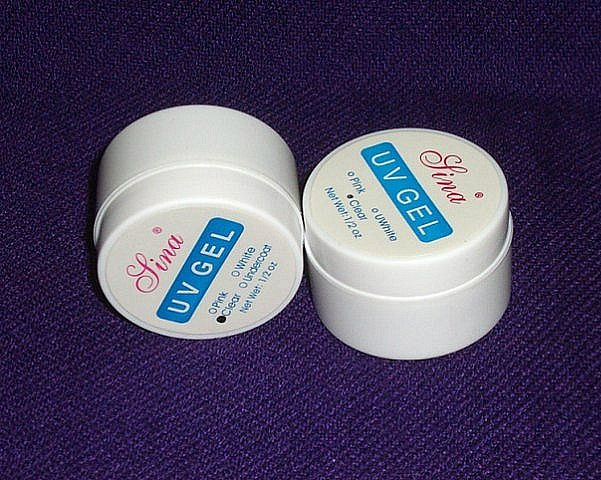 Sina ®
UV GEL
O Pink O White
Clear O Undercoat
Net Wet: 1/2 oz
Sina ®
UV GEL
o Pink
Clear o UWhite
Net Wet: 1/2 oz